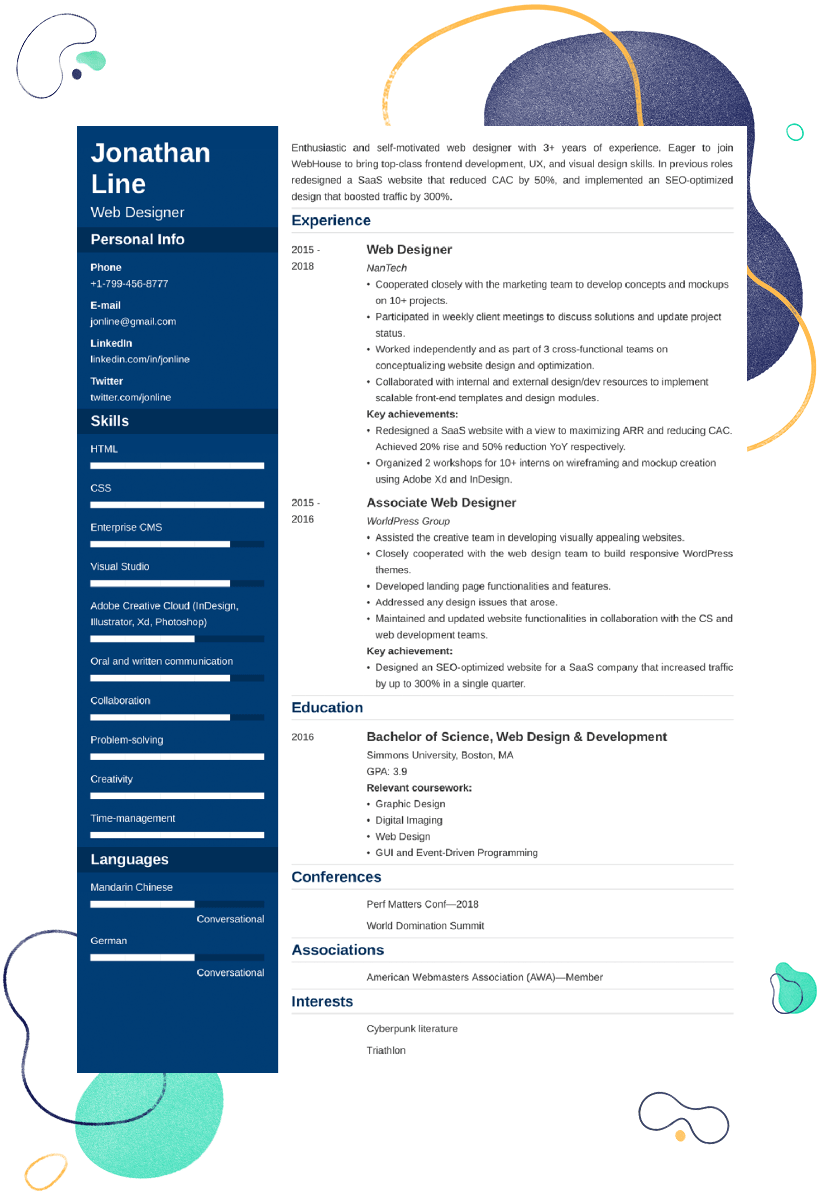 Jonathan
Line
Web Designer
Personal Info
Phone
+1-799-456-8777
E-mail
jonline@gmail.com
LinkedIn
linkedin.com/in/jonline
Twitter
twitter.com/jonline
Skills
HTML
CSS
Enterprise CMS
Visual Studio
Adobe Creative Cloud (InDesign,
Illustrator, Xd, Photoshop)
Oral and written communication
Collaboration
Problem-solving
Creativity
Time-management
Languages
Mandarin Chinese
Conversational
German
Conversational
Enthusiastic and self-motivated web designer with 3+ years of experience. Eager to join
WebHouse to bring top-class frontend development, UX, and visual design skills. In previous roles
redesigned a SaaS website that reduced CAC by 50%, and implemented an SEO-optimized
design that boosted traffic by 300%.
Experience
2015 -
2018
Web Designer
NanTech
• Cooperated closely with the marketing team to develop concepts and mockups
on 10+ projects.
• Participated in weekly client meetings to discuss solutions and update project
status.
• Worked independently and as part of 3 cross-functional teams on
conceptualizing website design and optimization.
• Collaborated with internal and external design/dev resources to implement
scalable front-end templates and design modules.
Key achievements:
• Redesigned a SaaS website with a view to maximizing ARR and reducing CAC.
Achieved 20% rise and 50% reduction YoY respectively.
• Organized 2 workshops for 10+ interns on wireframing and mockup creation
using Adobe Xd and InDesign.
2015 -
2016
Associate Web Designer
WorldPress Group
• Assisted the creative team in developing visually appealing websites.
• Closely cooperated with the web design team to build responsive WordPress
themes.
• Developed landing page functionalities and features.
• Addressed any design issues that arose.
• Maintained and updated website functionalities in collaboration with the CS and
web development teams.
Key achievement:
• Designed an SEO-optimized website for a SaaS company that increased traffic
by up to 300% in a single quarter.
Education
2016
Bachelor of Science, Web Design & Development
Simmons University, Boston, MA
GPA: 3.9
Relevant coursework:
• Graphic Design
• Digital Imaging
• Web Design
• GUI and Event-Driven Programming
Conferences
Perf Matters Conf—2018
World Domination Summit
Associations
American Webmasters Association (AWA)—Member
Interests
Cyberpunk literature
Triathlon